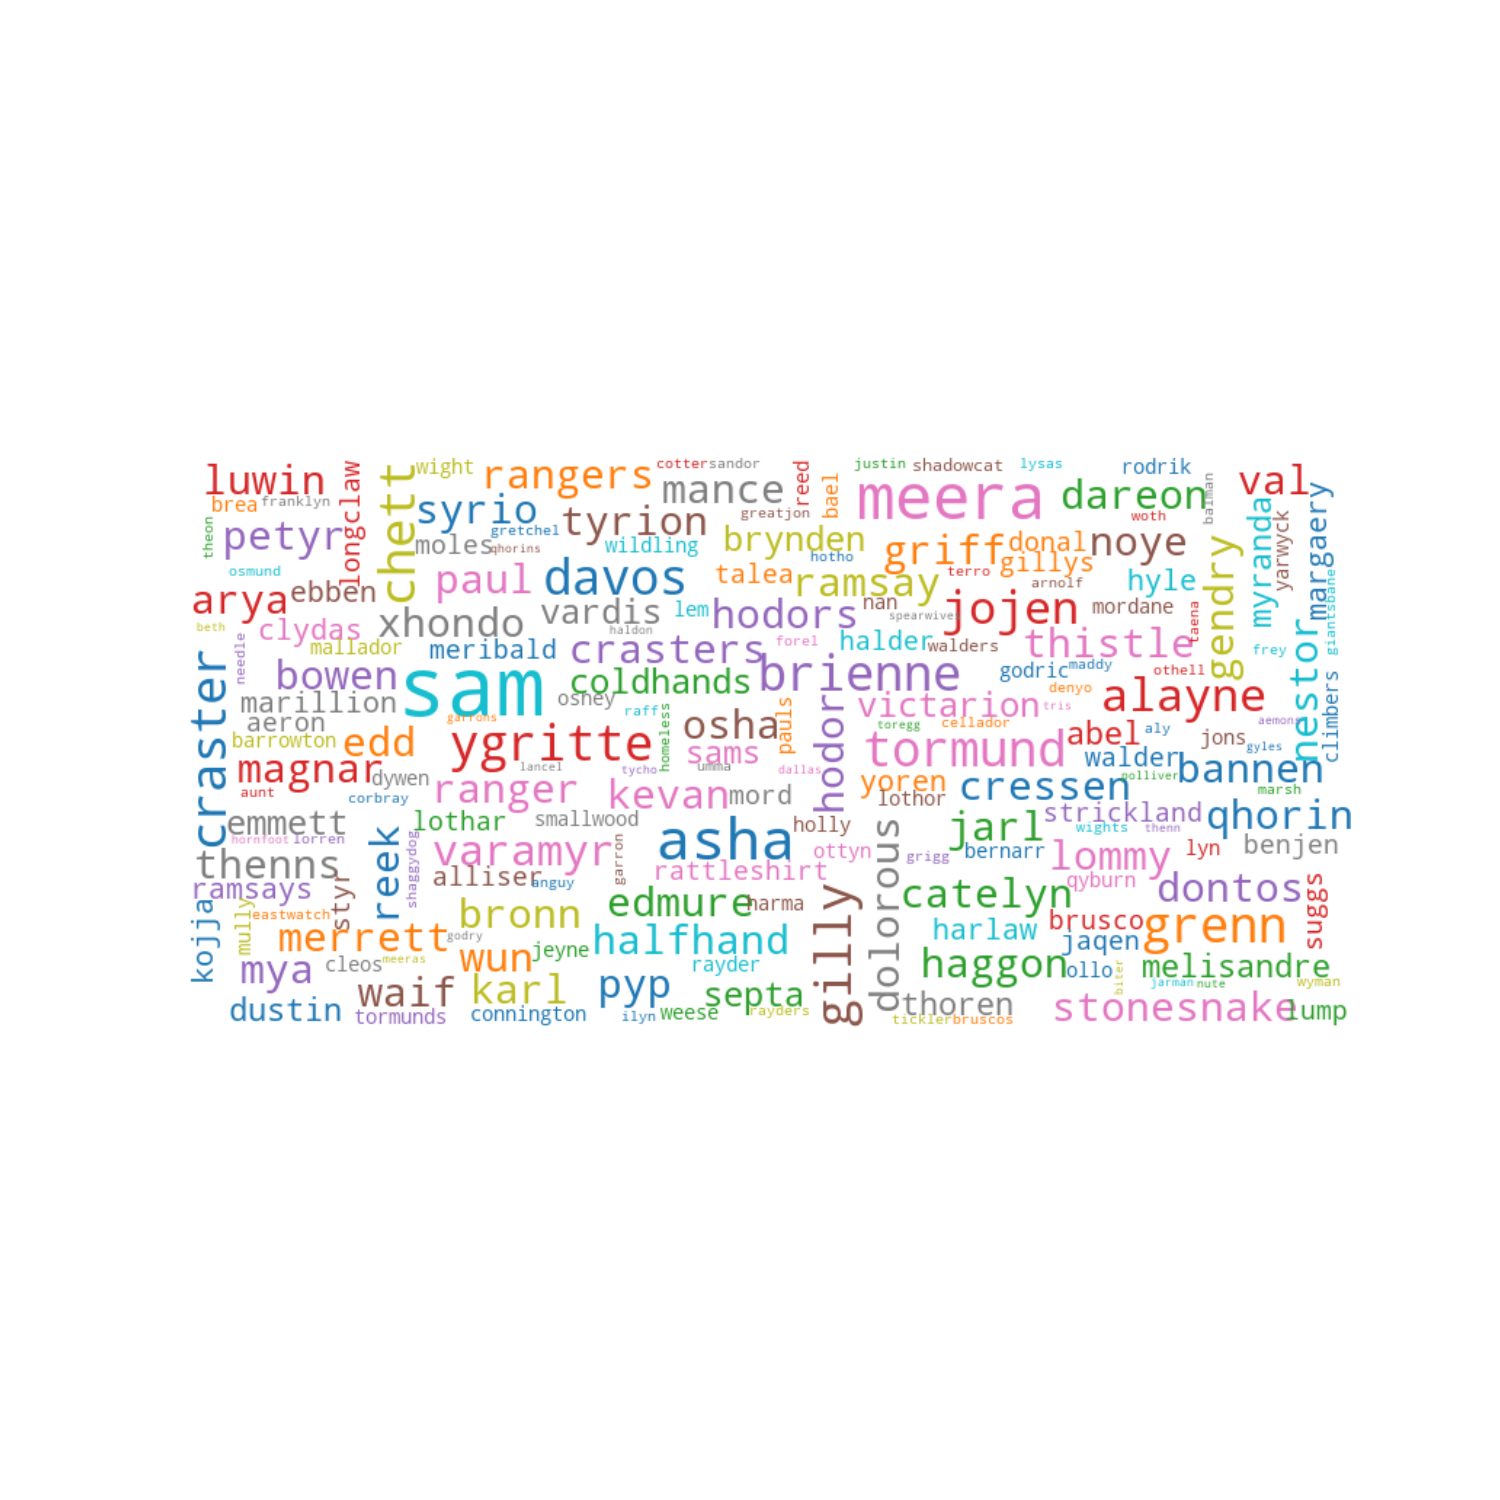 luwin
brea
franklyn
longclaw
chett
wight
rangers
cotter
sandor
mance
reed
bael
justin
shadowcat
lysas
meera
dareon
rodrik
woth
val
baiman
margaery
theon
petyr
syrio
gretchel
tyrion
greatjon
moles
qhorins
wildling
brynden
hotho
griff
donal
gillys
noye
myranda
yarwyck
osmund
arya
ebben
paul
davos
talea
ramsay
terro
arnolf
hyle
gendry
giantsbane
beth
needle
clydas
xhondo
vardis
lem
hodors
nan
spearwives
jojen
mordane
taena
mallador
meribald
haldon
crasters
forel
halder
walders
thistle
frey
nestor
bowen
sam
coldhands
brienne
godric
maddy
othell
denyo
craster
marillion
osney
victarion
tris
alayne
aeron
garrons
raff
osha
pauls
hodor
toregg
cellador
aemons
climbers
barrowton
edd
ygritte
homeless
sams
tormund
abel
aly
jons
gyles
magnar
dywen
lancel
tycho
umma
dallas
yoren
walder
polliver
bannen
aunt
corbray
ranger
kevan
mord
lothor
cressen
marsh
emmett
lothar
smallwood
holly
strickland
qhorin
hornfoot
lorren
reek
shaggydog
asha
dolorous
jarl
wights
thenn
thenns
varamyr
garron
rattleshirt
ottyn
grigg
bernarr
lommy
lyn
benjen
ramsays
styr
alliser
anguy
qyburn
dontos
suggs
kojja
mully
eastwatch
bronn
edmure
harma
gilly
catelyn
brusco
grenn
merrett
godry
halfhand
harlaw
jaqen
mya
cleos
meeras
wun
jeyne
rayder
haggon
ollo
biter
melisandre
waif
karl
pyp
septa
jarman
nute
wyman
dustin
tormunds
connington
ilyn
weese
rayders
thoren
tickler
bruscos
stonesnake
lump